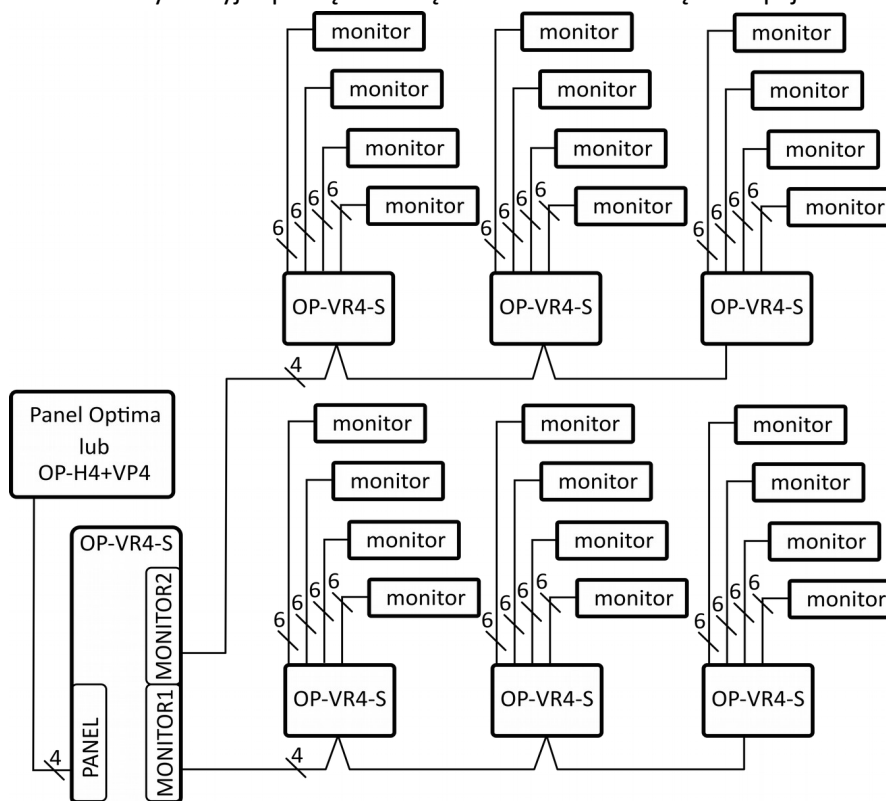 monitor monitor monitor
monitor monitor monitor
monitor monitor monitor
monitor monitor monitor
6 6 6 6 6 6 6 6 6 6 6 6
OP-VR4-S OP-VR4-S OP-VR4-S
4
Panel Optima
lub
OP-H4+VP4
monitor monitor monitor
monitor monitor monitor
monitor monitor monitor
monitor monitor monitor
6 6 6 6 6 6 6 6 6 6 6 6
OP-VR4-S
MONITOR2
MONITOR1
PANEL
OP-VR4-S OP-VR4-S OP-VR4-S
4
4